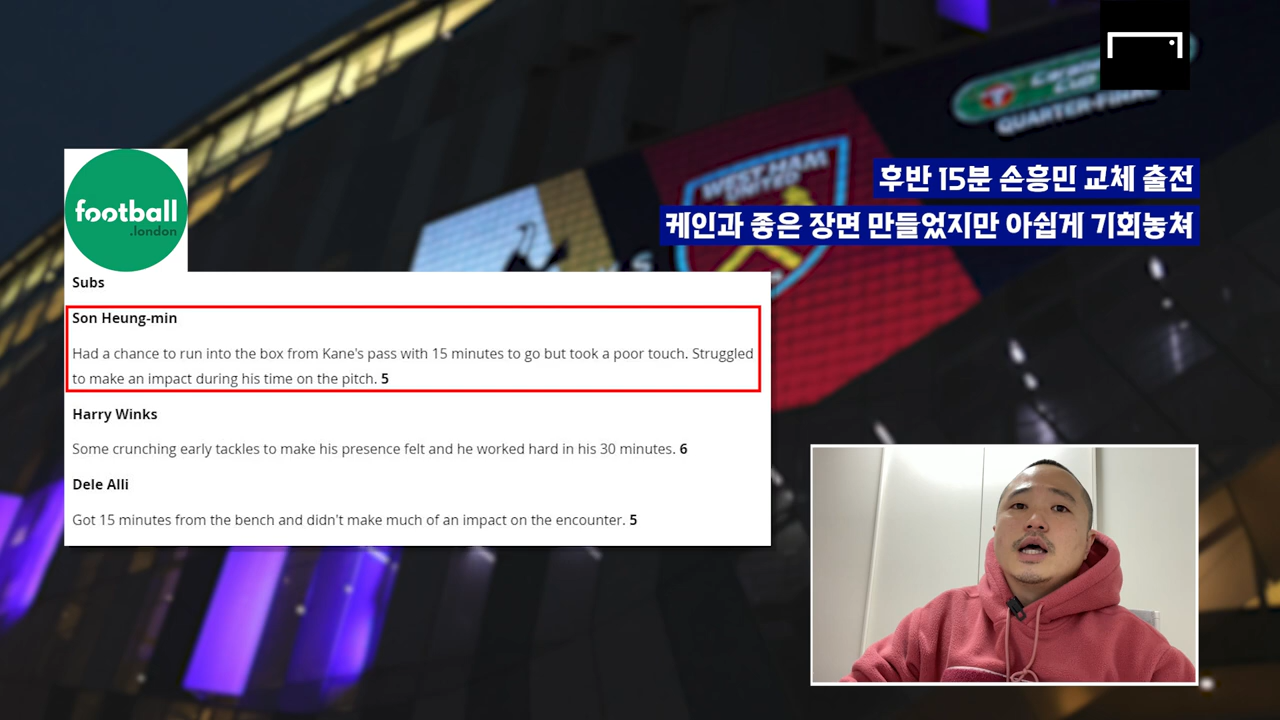 QUARTER-FINAL
WEST HAM
UNITED
후반 15분 손흥민 교체 출전
케인과 좋은 장면 만들었지만 아쉽게 기회놓쳐
football
.london
Subs
Son Heung-min
Had a chance to run into the box from Kane's pass with 15 minutes to go but took a poor touch. Struggled
to make an impact during his time on the pitch. 5
Harry Winks
Some crunching early tackles to make his presence felt and he worked hard in his 30 minutes. 6
Dele Alli
Got 15 minutes from the bench and didn't make much of an impact on the encounter. 5